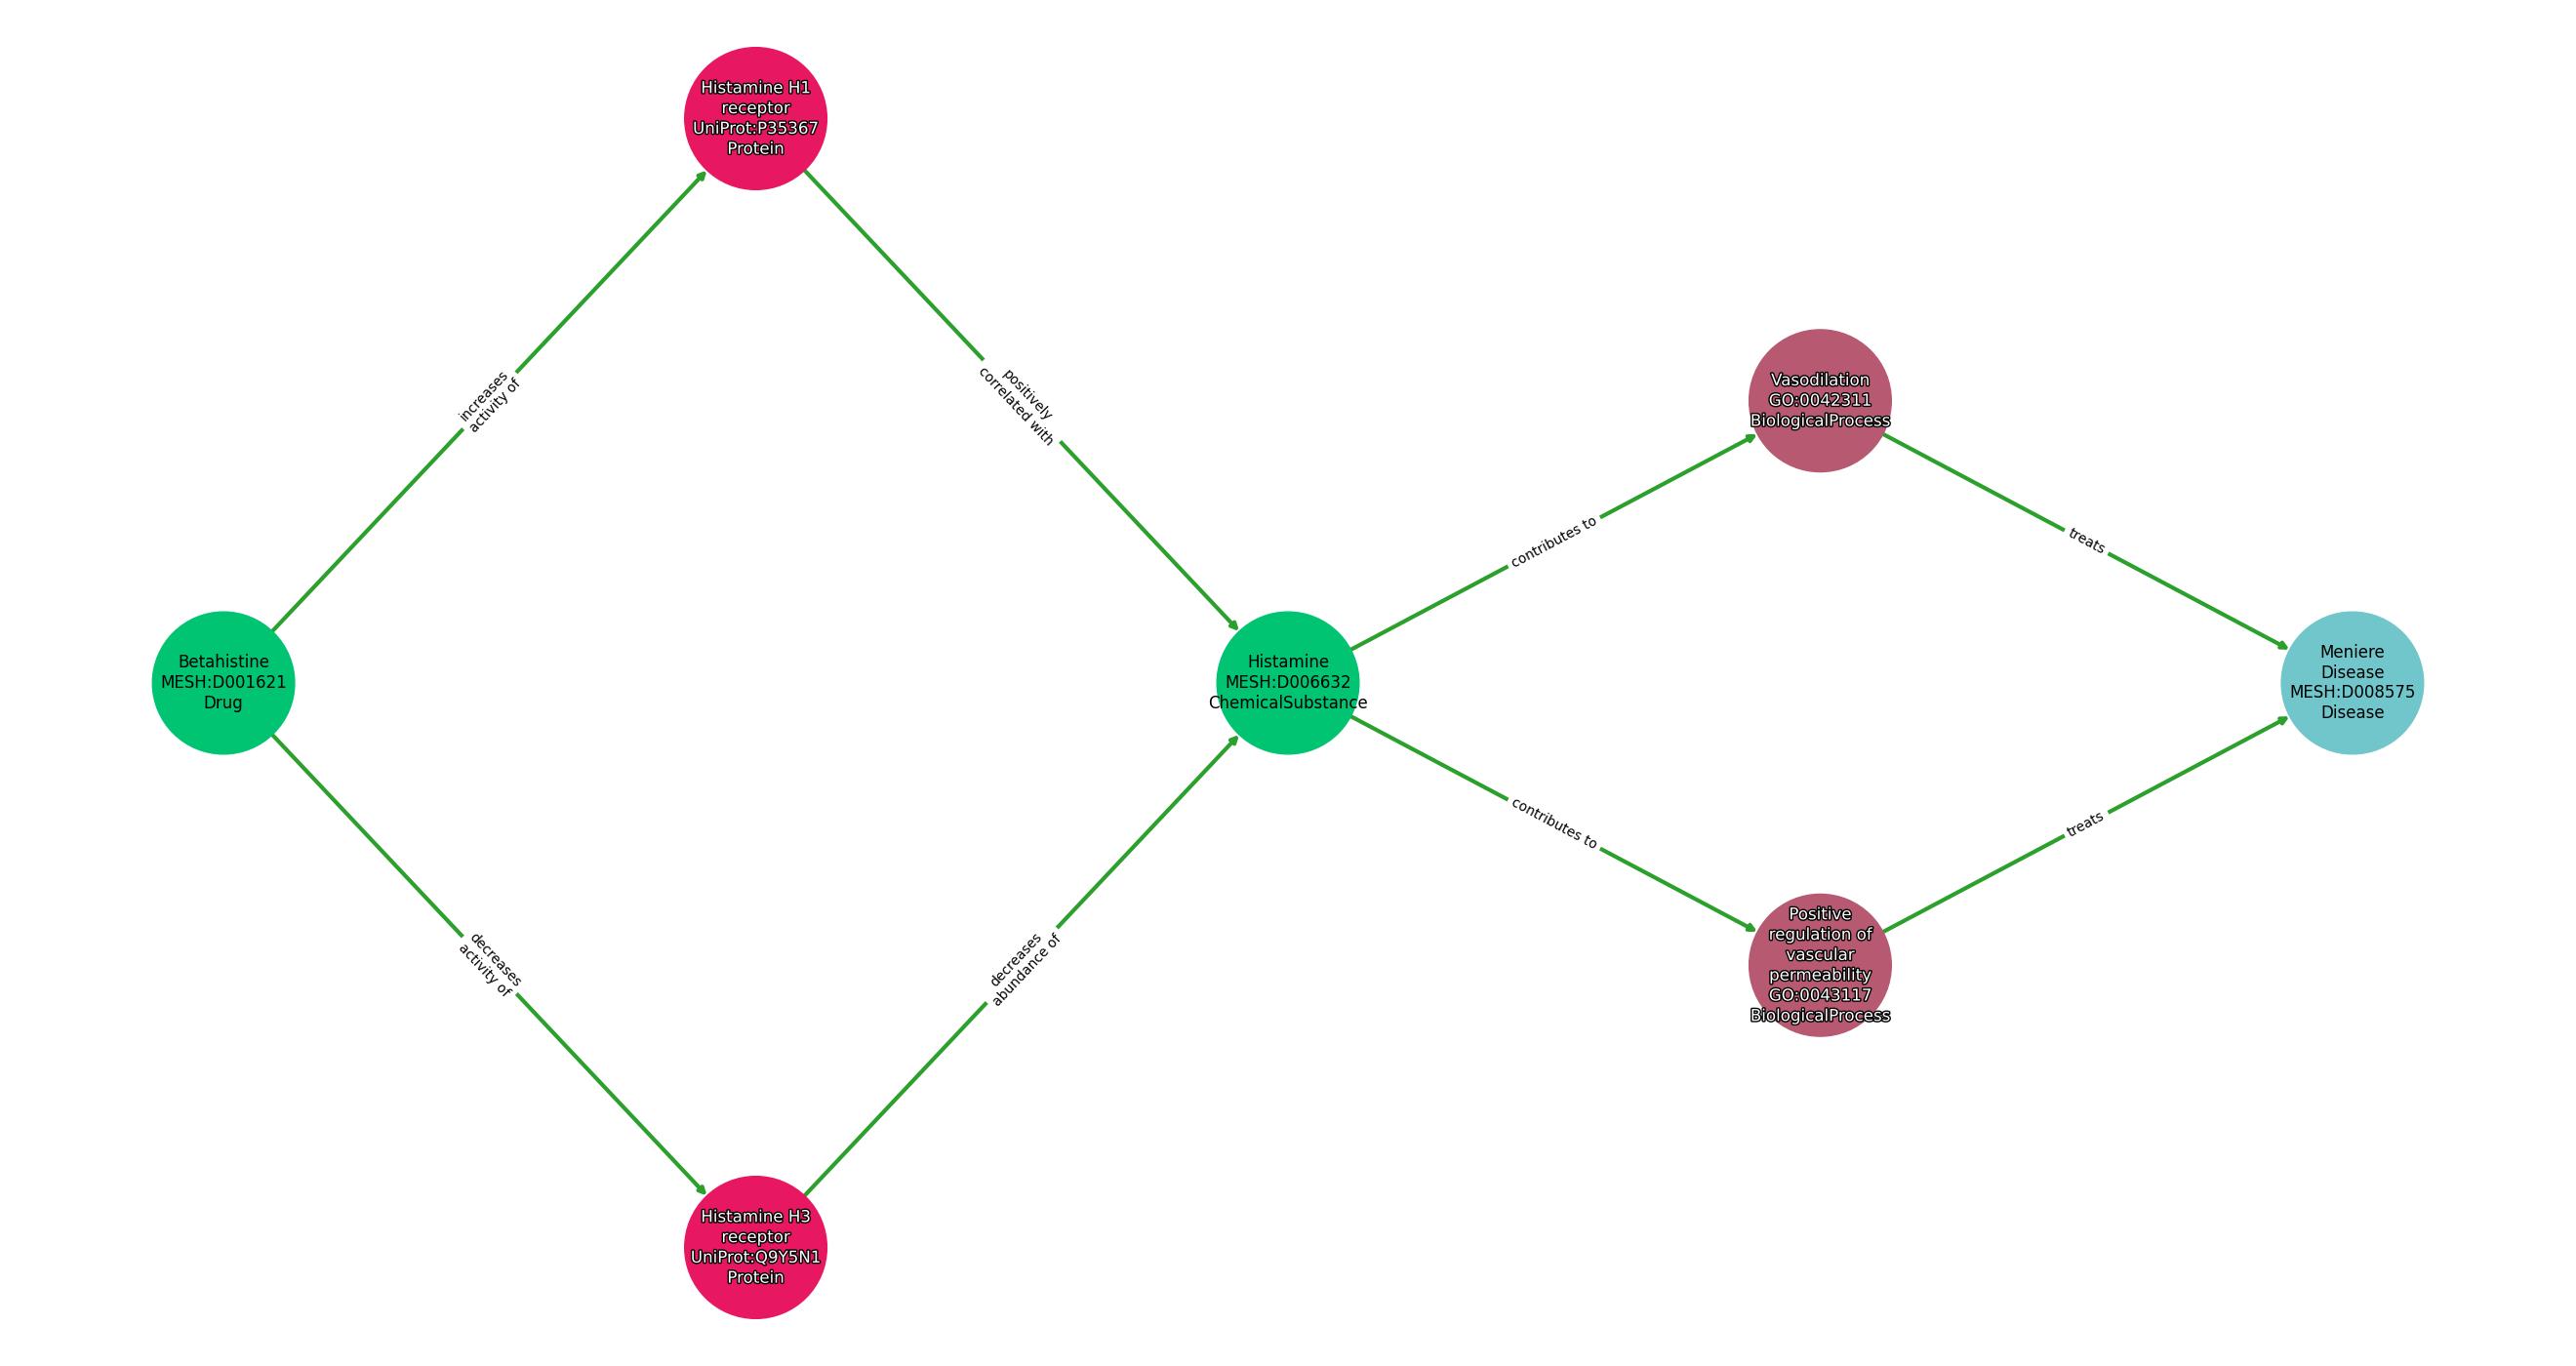 Histamine H1
receptor
UniProt:P35367
Protein
increases
activity of
positively
correlated with
Vasodilation
GO:0042311
BiologicalProcess
contributes to
treats
Betahistine
MESH:D001621
Drug
Histamine
MESH:D006632
ChemicalSubstance
Meniere
Disease
MESH:D008575
Disease
contributes to
treats
decreases
activity of
decreases
abundance of
Positive
regulation of
vascular
permeability
GO:0043117
BiologicalProcess
Histamine H3
receptor
UniProt:Q9Y5N1
Protein